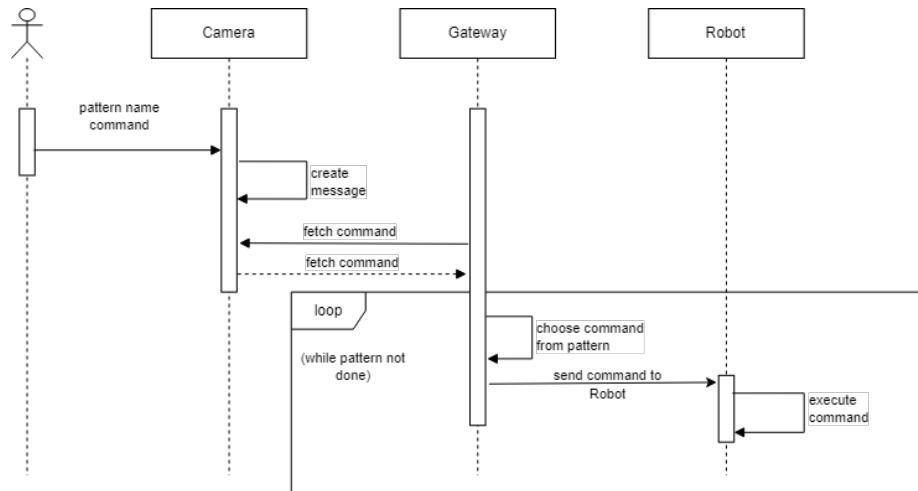 Camera
Gateway
Robot
pattern name
command
create
message
fetch command
fetch command
loop
(while pattern not
done)
choose command
from pattern
send command to
Robot
execute
command